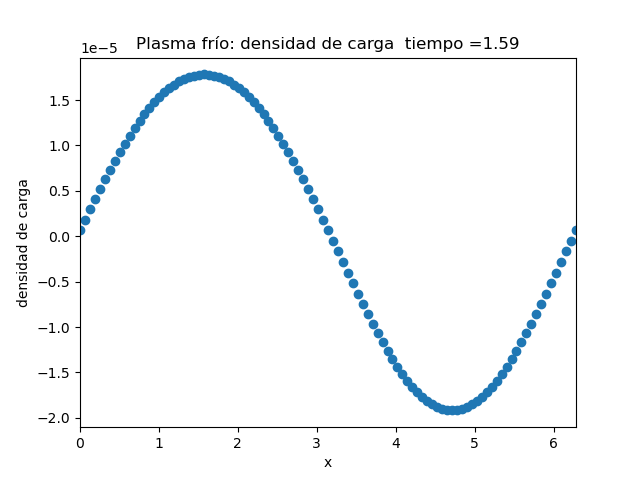 Plasma frío: densidad de carga  tiempo =1.59
1e−5
1.5
1.0
0.5
0.0
−0.5
−1.0
−1.5
−2.0
densidad de carga
0 1 2 3 4 5 6
x